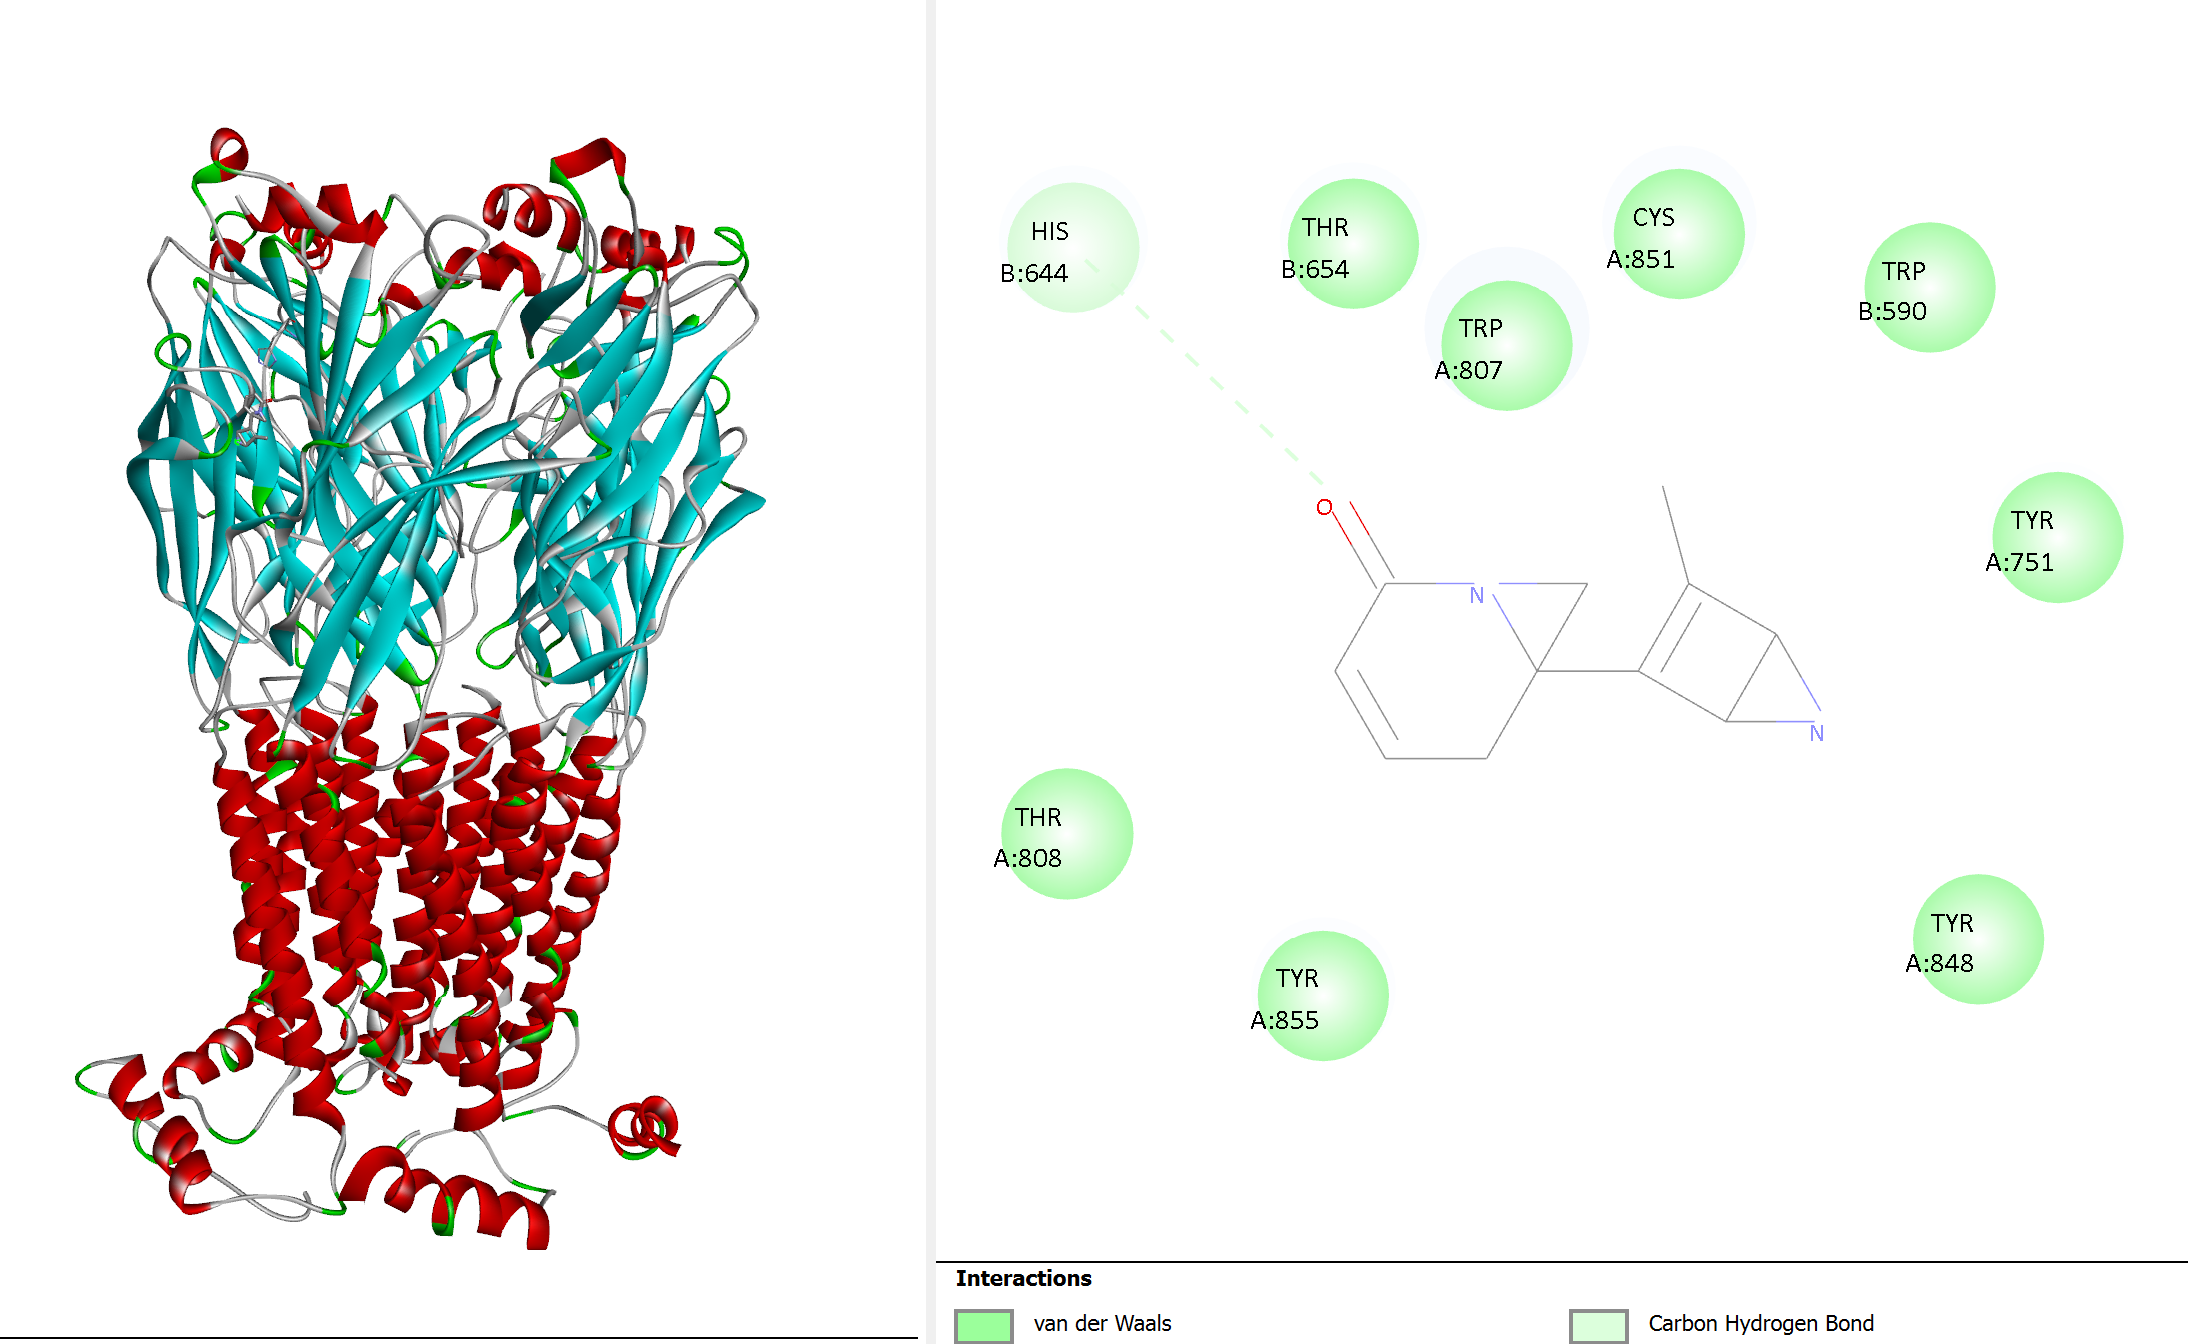 HIS
B:644
THR
B:654
TRP
A:807
CYS
A:851
TRP
B:590
O
N
TYR
A:751
N
THR
A:808
TYR
A:855
TYR
A:848
Interactions
van der Waals
Carbon Hydrogen Bond